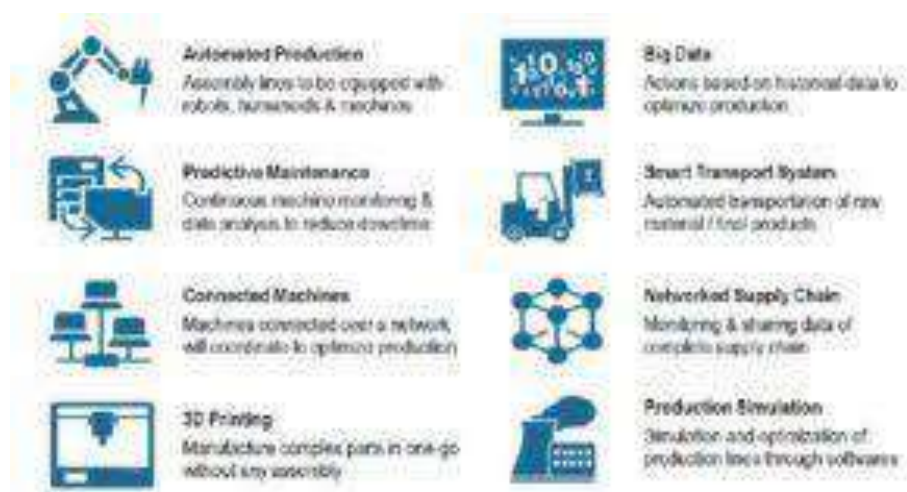 Automated Production
Assembly lines to be equipped with
robots, humanoids & machines
Predictive Maintenance
Continuous machine monitoring &
data analysis to reduce downtime
Connected Machines
Machines connected over a network
will coordinate to optimize production
3D Printing
Manufacture complex parts in one go
without any assembly
Big Data
Actions based on historical data to
optimize production
Smart Transport System
Automated transportation of raw
material / final products
Networked Supply Chain
Monitoring & sharing data of
complete supply chain
Production Simulation
Simulation and optimization of
production lines through softwares